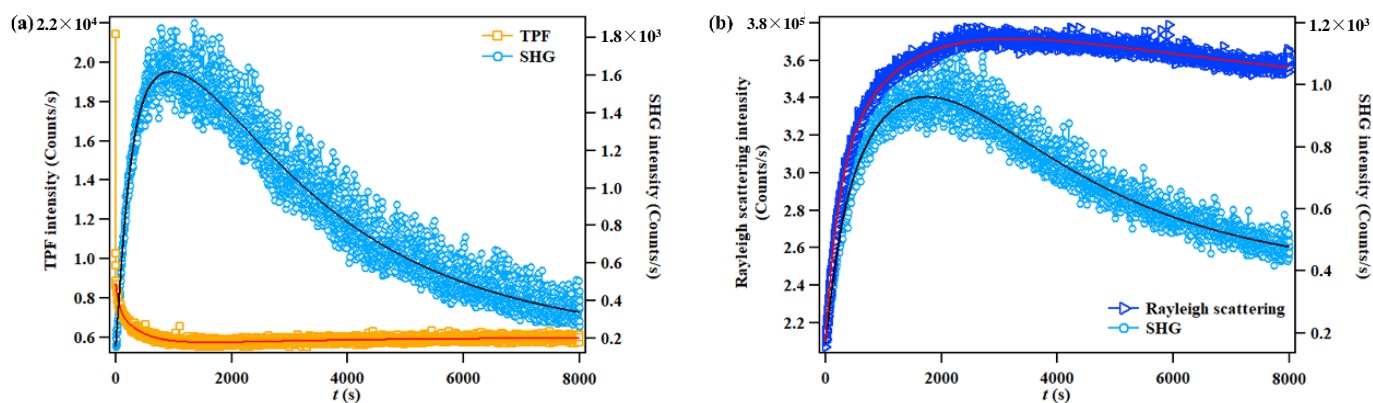 (a) 2.2×10⁴
2.0
1.8
1.6
1.4
1.2
1.0
0.8
0.6
TPF intensity (Counts/s)
TPF
SHG
1.8×10³
1.6
1.4
1.2
1.0
0.8
0.6
0.4
0.2
SHG intensity (Counts/s)
0 2000 4000 6000 8000
t (s)
(b) 3.8×10⁵
3.6
3.4
3.2
3.0
2.8
2.6
2.4
2.2
Rayleigh scattering intensity
(Counts/s)
Rayleigh scattering
SHG
1.2×10³
1.0
0.8
0.6
0.4
0.2
SHG intensity (Counts/s)
0 2000 4000 6000 8000
t (s)